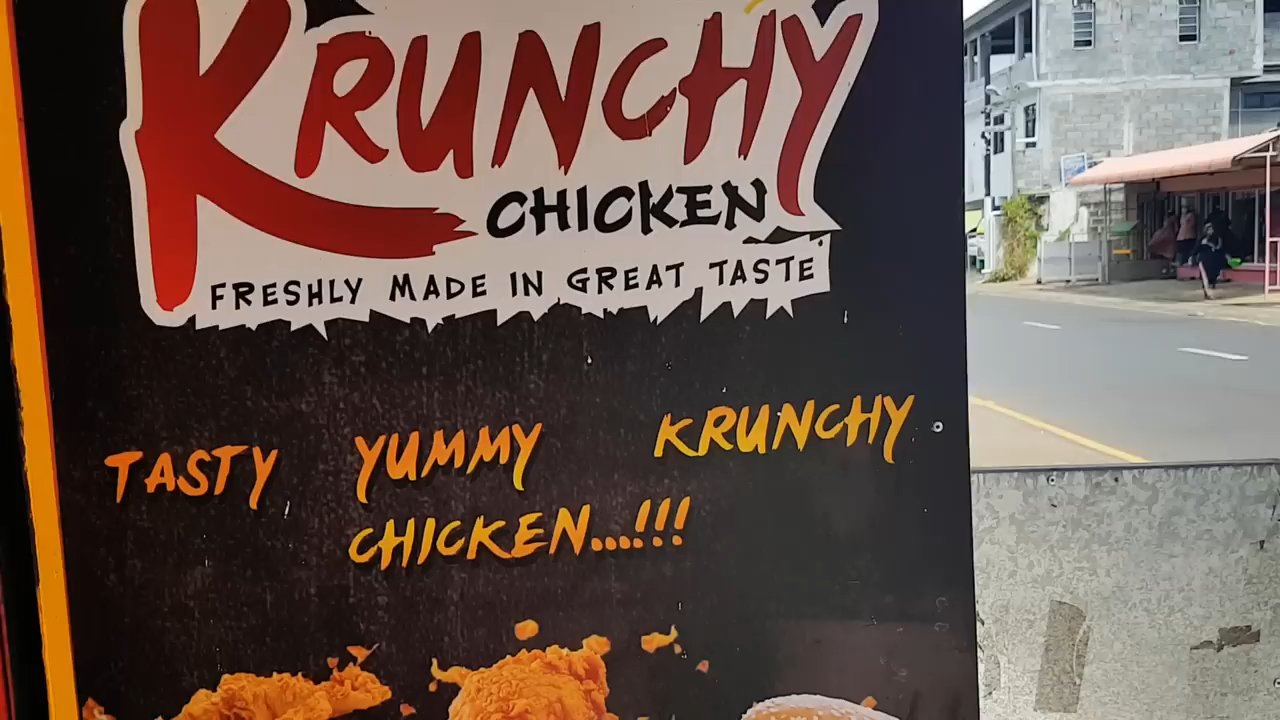 KRUNCHY
CHICKEN
FRESHLY MADE IN GREAT TASTE
TASTY YUMMY KRUNCHY
CHICKEN...!!!